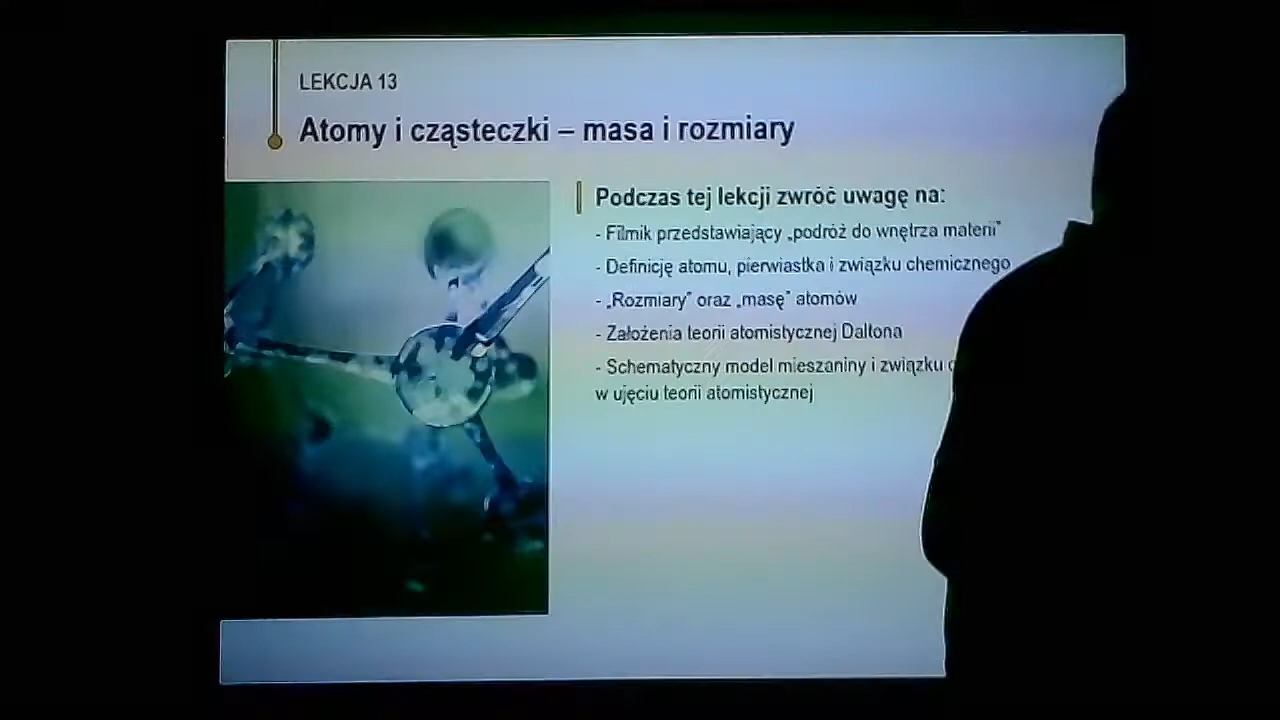 LEKCJA 13
Atomy i cząsteczki – masa i rozmiary
Podczas tej lekcji zwróć uwagę na:
- Filmik przedstawiający „podróż do wnętrza materii”
- Definicję atomu, pierwiastka i związku chemicznego
- „Rozmiary” oraz „masę” atomów
- Założenia teorii atomistycznej Daltona
- Schematyczny model mieszaniny i związku
w ujęciu teorii atomistycznej